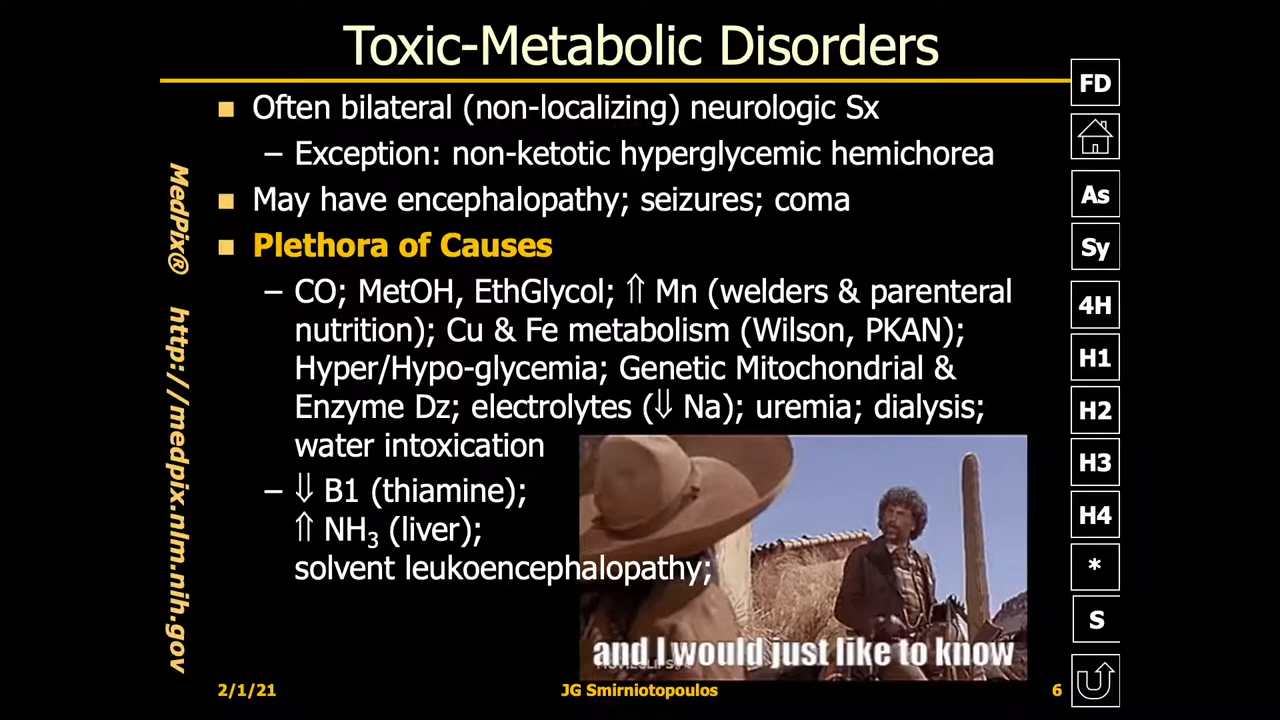 Toxic-Metabolic Disorders
Often bilateral (non-localizing) neurologic Sx
– Exception: non-ketotic hyperglycemic hemichorea
May have encephalopathy; seizures; coma
Plethora of Causes
– CO; MetOH, EthGlycol; ⇑ Mn (welders & parenteral
nutrition); Cu & Fe metabolism (Wilson, PKAN);
Hyper/Hypo-glycemia; Genetic Mitochondrial &
Enzyme Dz; electrolytes (⇓ Na); uremia; dialysis;
water intoxication
– ⇓ B1 (thiamine);
⇑ NH3 (liver);
solvent leukoencephalopathy;
and I would just like to know
MOVIECLIPS
MedPix® http://medpix.nlm.nih.gov
FD
As
Sy
4H
H1
H2
H3
H4
*
S
2/1/21
JG Smirniotopoulos
6